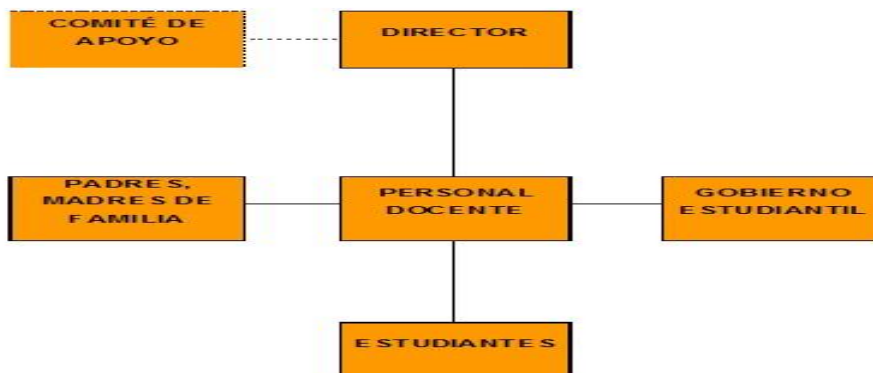 COMITÉ DE
APOYO
DIRECTOR
PADRES,
MADRES DE
FAMILIA
PERSONAL
DOCENTE
GOBIERNO
ESTUDIANTIL
ESTUDIANTES